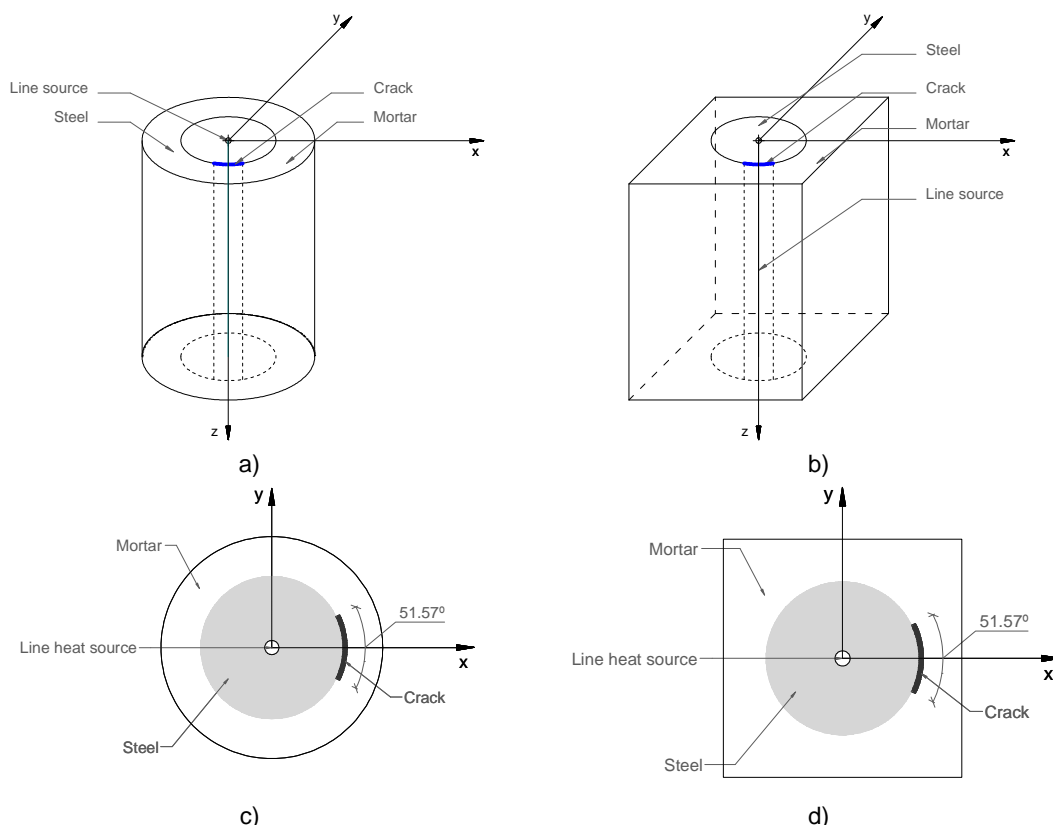 y
Line source
Steel
Crack
Mortar
x
z
a)
y
Steel
Crack
Mortar
x
Line source
z
b)
y
Mortar
51.57º
Line heat source
x
Crack
Steel
c)
y
Mortar
51.57º
Line heat source
x
Crack
Steel
d)